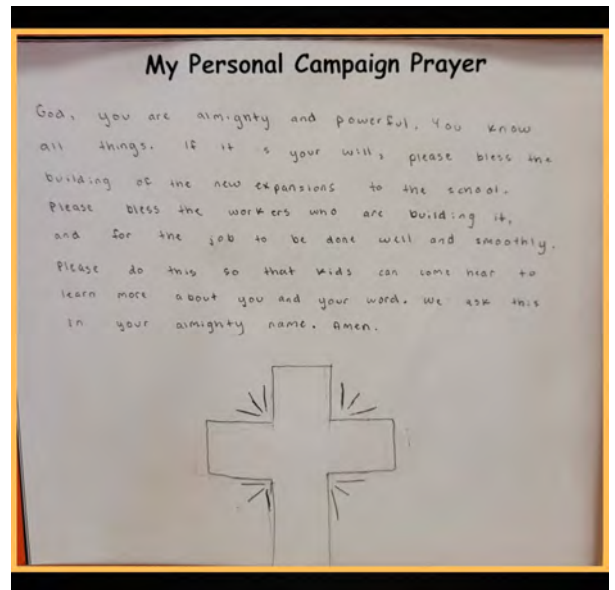 My Personal Campaign Prayer
God, you are almighty and powerful. You know
all things. If it s your will, please bless the
building of the new expansions to the school.
Please bless the workers who are building it,
and for the job to be done well and smoothly.
Please do this so that kids can come hear to
learn more about you and your word. We ask this
in your almighty name. Amen.